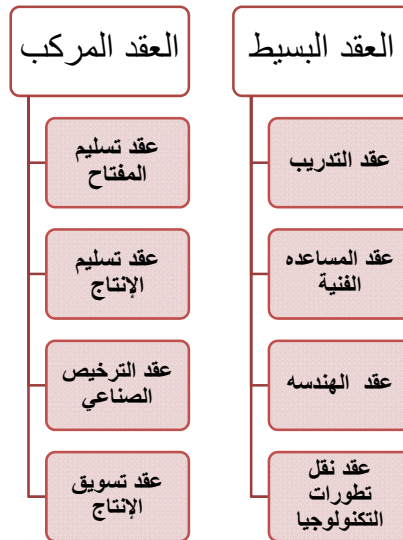 العقد البسيط
عقد التدريب
عقد المساعده
الفنية
عقد الهندسه
عقد نقل
تطورات
التكنولوجيا
العقد المركب
عقد تسليم
المفتاح
عقد تسليم
الإنتاج
عقد الترخيص
الصناعي
عقد تسويق
الإنتاج